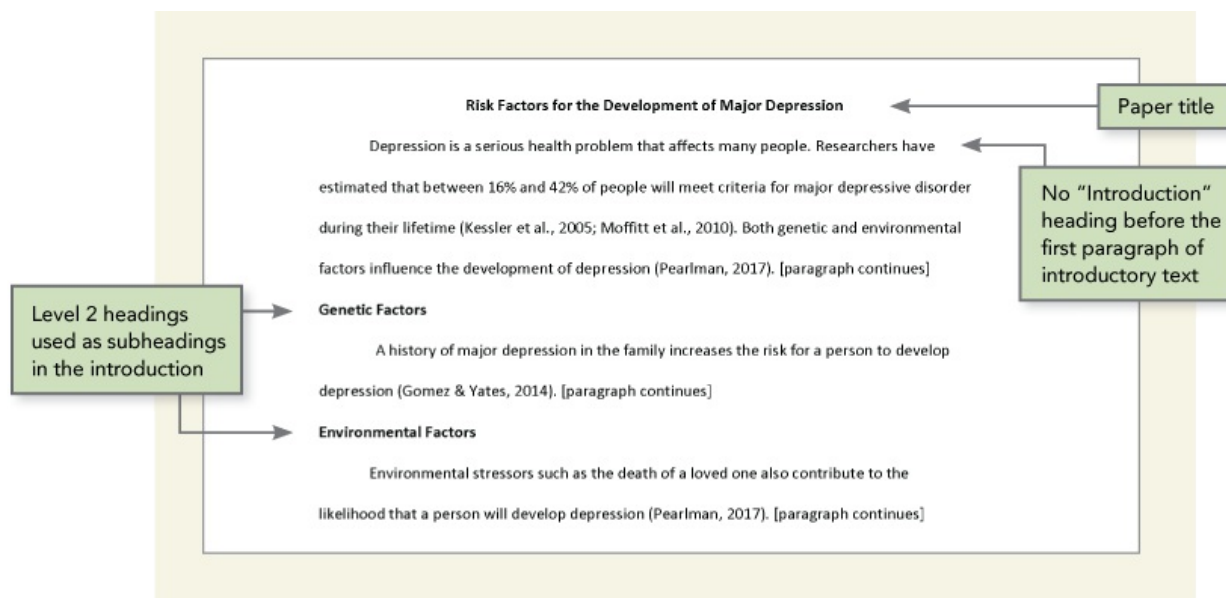 Risk Factors for the Development of Major Depression
Paper title
Depression is a serious health problem that affects many people. Researchers have
estimated that between 16% and 42% of people will meet criteria for major depressive disorder
during their lifetime (Kessler et al., 2005; Moffitt et al., 2010). Both genetic and environmental
factors influence the development of depression (Pearlman, 2017). [paragraph continues]
No “Introduction“
heading before the
first paragraph of
introductory text
Level 2 headings
used as subheadings
in the introduction
Genetic Factors
A history of major depression in the family increases the risk for a person to develop
depression (Gomez & Yates, 2014). [paragraph continues]
Environmental Factors
Environmental stressors such as the death of a loved one also contribute to the
likelihood that a person will develop depression (Pearlman, 2017). [paragraph continues]